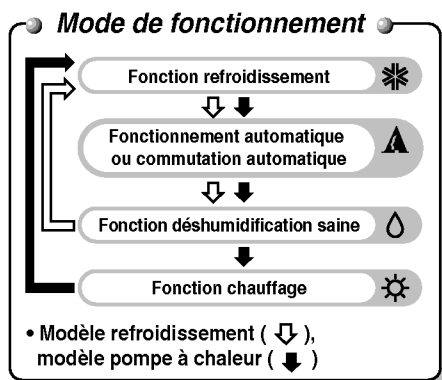 Mode de fonctionnement
Fonction refroidissement
Fonctionnement automatique
ou commutation automatique
Fonction déshumidification saine
Fonction chauffage
• Modèle refroidissement ( ),
modèle pompe à chaleur ( )